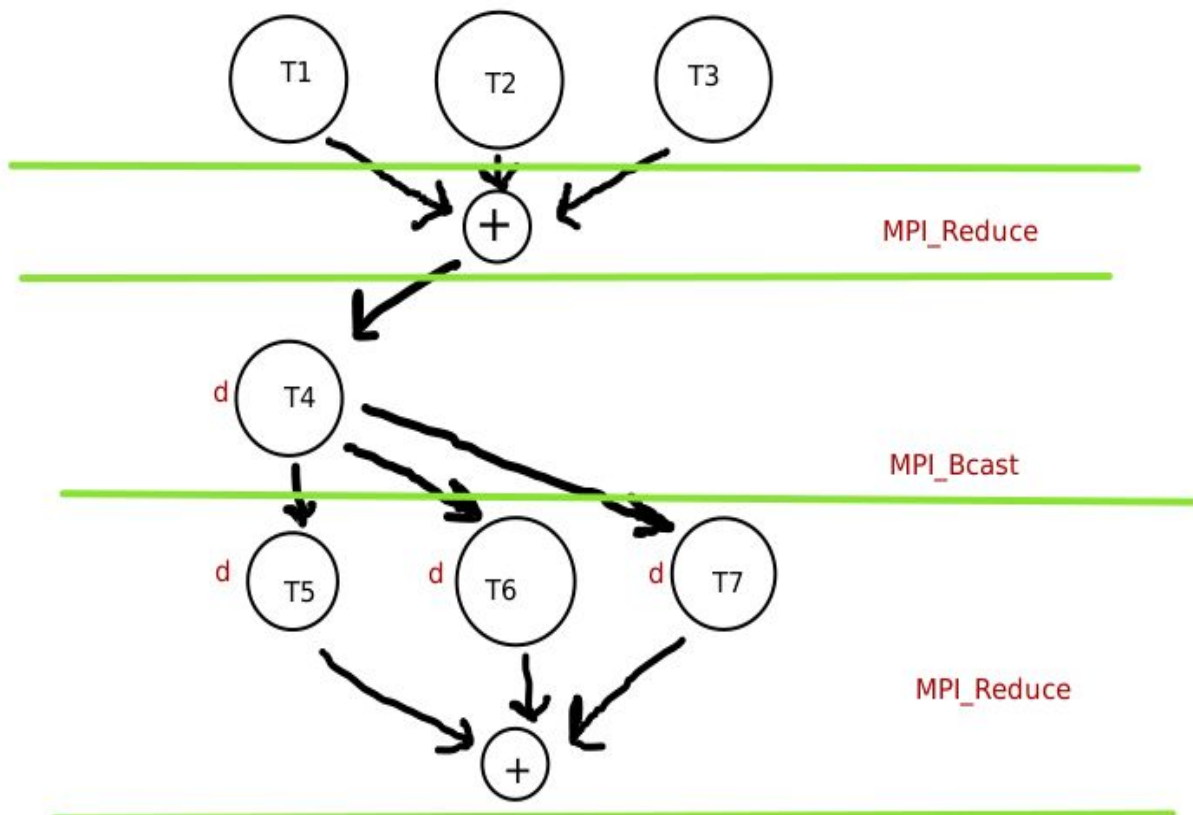 T1
T2
T3
+
MPI_Reduce
d
T4
MPI_Bcast
d
T5
d
T6
d
T7
MPI_Reduce
+